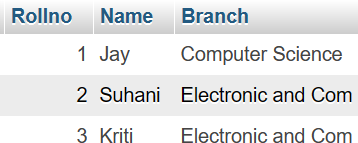 Rollno Name Branch
1 Jay Computer Science
2 Suhani Electronic and Com
3 Kriti Electronic and Com